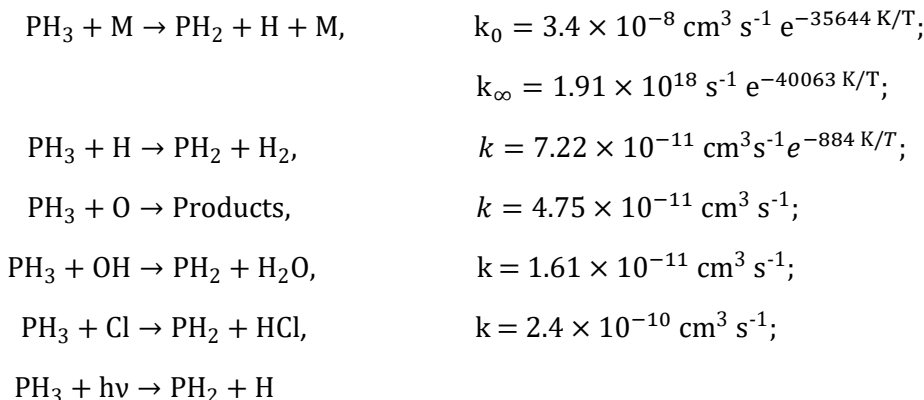 PH₃ + M → PH₂ + H + M, k₀ = 3.4 × 10⁻⁸ cm³ s⁻¹ e^(−35644 K/T);
k_∞ = 1.91 × 10¹⁸ s⁻¹ e^(−40063 K/T);
PH₃ + H → PH₂ + H₂, k = 7.22 × 10⁻¹¹ cm³s⁻¹e^(−884 K/T);
PH₃ + O → Products, k = 4.75 × 10⁻¹¹ cm³ s⁻¹;
PH₃ + OH → PH₂ + H₂O, k = 1.61 × 10⁻¹¹ cm³ s⁻¹;
PH₃ + Cl → PH₂ + HCl, k = 2.4 × 10⁻¹⁰ cm³ s⁻¹;
PH₃ + hν → PH₂ + H